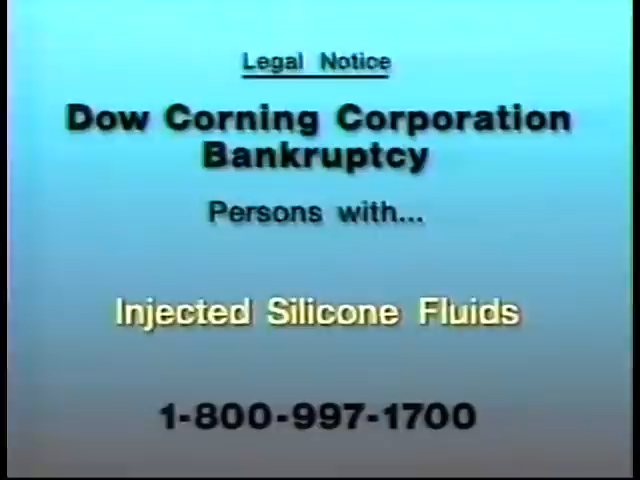 Legal Notice
Dow Corning Corporation
Bankruptcy
Persons with...
Injected Silicone Fluids
1-800-997-1700